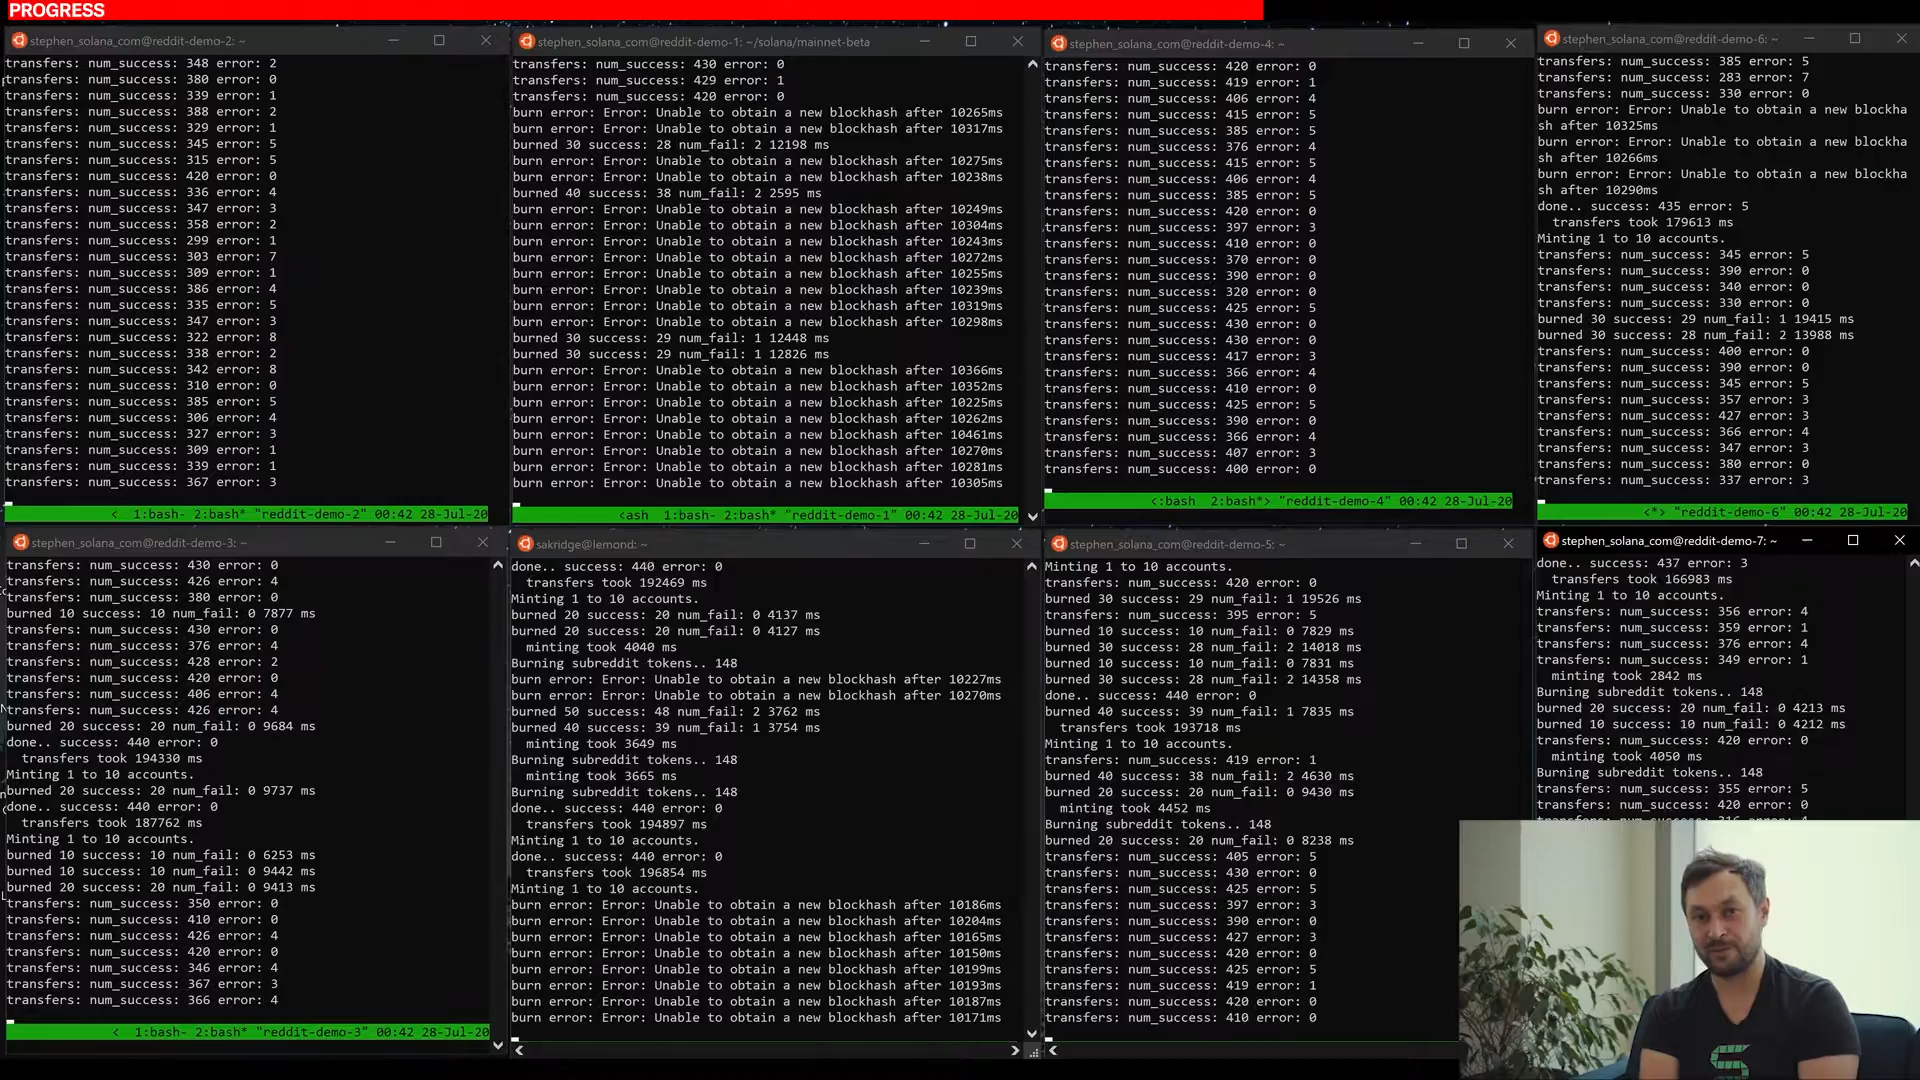 PROGRESS
stephen_solana_com@reddit-demo-2: ~
transfers: num_success: 348 error: 2
transfers: num_success: 380 error: 0
transfers: num_success: 339 error: 1
transfers: num_success: 388 error: 2
transfers: num_success: 329 error: 1
transfers: num_success: 345 error: 5
transfers: num_success: 315 error: 5
transfers: num_success: 420 error: 0
transfers: num_success: 336 error: 4
transfers: num_success: 347 error: 3
transfers: num_success: 358 error: 2
transfers: num_success: 299 error: 1
transfers: num_success: 303 error: 7
transfers: num_success: 309 error: 1
transfers: num_success: 386 error: 4
transfers: num_success: 335 error: 5
transfers: num_success: 347 error: 3
transfers: num_success: 322 error: 8
transfers: num_success: 338 error: 2
transfers: num_success: 342 error: 8
transfers: num_success: 310 error: 0
transfers: num_success: 385 error: 5
transfers: num_success: 306 error: 4
transfers: num_success: 327 error: 3
transfers: num_success: 309 error: 1
transfers: num_success: 339 error: 1
transfers: num_success: 367 error: 3
< 1:bash- 2:bash* "reddit-demo-2" 00:42 28-Jul-20
stephen_solana_com@reddit-demo-1: ~/solana/mainnet-beta
transfers: num_success: 430 error: 0
transfers: num_success: 429 error: 1
transfers: num_success: 420 error: 0
burn error: Error: Unable to obtain a new blockhash after 10265ms
burn error: Error: Unable to obtain a new blockhash after 10317ms
burned 30 success: 28 num_fail: 2 12198 ms
burn error: Error: Unable to obtain a new blockhash after 10275ms
burn error: Error: Unable to obtain a new blockhash after 10238ms
burned 40 success: 38 num_fail: 2 2595 ms
burn error: Error: Unable to obtain a new blockhash after 10249ms
burn error: Error: Unable to obtain a new blockhash after 10304ms
burn error: Error: Unable to obtain a new blockhash after 10243ms
burn error: Error: Unable to obtain a new blockhash after 10272ms
burn error: Error: Unable to obtain a new blockhash after 10255ms
burn error: Error: Unable to obtain a new blockhash after 10239ms
burn error: Error: Unable to obtain a new blockhash after 10319ms
burn error: Error: Unable to obtain a new blockhash after 10298ms
burned 30 success: 29 num_fail: 1 12448 ms
burned 30 success: 29 num_fail: 1 12826 ms
burn error: Error: Unable to obtain a new blockhash after 10366ms
burn error: Error: Unable to obtain a new blockhash after 10352ms
burn error: Error: Unable to obtain a new blockhash after 10225ms
burn error: Error: Unable to obtain a new blockhash after 10262ms
burn error: Error: Unable to obtain a new blockhash after 10461ms
burn error: Error: Unable to obtain a new blockhash after 10270ms
burn error: Error: Unable to obtain a new blockhash after 10281ms
burn error: Error: Unable to obtain a new blockhash after 10305ms
<ash 1:bash- 2:bash* "reddit-demo-1" 00:42 28-Jul-20
stephen_solana_com@reddit-demo-4: ~
transfers: num_success: 420 error: 0
transfers: num_success: 419 error: 1
transfers: num_success: 406 error: 4
transfers: num_success: 415 error: 5
transfers: num_success: 385 error: 5
transfers: num_success: 376 error: 4
transfers: num_success: 415 error: 5
transfers: num_success: 406 error: 4
transfers: num_success: 385 error: 5
transfers: num_success: 420 error: 0
transfers: num_success: 397 error: 3
transfers: num_success: 410 error: 0
transfers: num_success: 370 error: 0
transfers: num_success: 390 error: 0
transfers: num_success: 320 error: 0
transfers: num_success: 425 error: 5
transfers: num_success: 430 error: 0
transfers: num_success: 430 error: 0
transfers: num_success: 417 error: 3
transfers: num_success: 366 error: 4
transfers: num_success: 410 error: 0
transfers: num_success: 425 error: 5
transfers: num_success: 390 error: 0
transfers: num_success: 366 error: 4
transfers: num_success: 407 error: 3
transfers: num_success: 400 error: 0
<:bash 2:bash*> "reddit-demo-4" 00:42 28-Jul-20
stephen_solana_com@reddit-demo-6: ~
transfers: num_success: 385 error: 5
transfers: num_success: 283 error: 7
transfers: num_success: 330 error: 0
burn error: Error: Unable to obtain a new blockha
sh after 10325ms
burn error: Error: Unable to obtain a new blockha
sh after 10266ms
burn error: Error: Unable to obtain a new blockha
sh after 10290ms
done.. success: 435 error: 5
transfers took 179613 ms
Minting 1 to 10 accounts.
transfers: num_success: 345 error: 5
transfers: num_success: 390 error: 0
transfers: num_success: 340 error: 0
transfers: num_success: 330 error: 0
burned 30 success: 29 num_fail: 1 19415 ms
burned 30 success: 28 num_fail: 2 13988 ms
transfers: num_success: 400 error: 0
transfers: num_success: 390 error: 0
transfers: num_success: 345 error: 5
transfers: num_success: 357 error: 3
transfers: num_success: 427 error: 3
transfers: num_success: 366 error: 4
transfers: num_success: 347 error: 3
transfers: num_success: 380 error: 0
transfers: num_success: 337 error: 3
<*> "reddit-demo-6" 00:42 28-Jul-20
stephen_solana_com@reddit-demo-3: ~
transfers: num_success: 430 error: 0
transfers: num_success: 426 error: 4
transfers: num_success: 380 error: 0
burned 10 success: 10 num_fail: 0 7877 ms
transfers: num_success: 430 error: 0
transfers: num_success: 376 error: 4
transfers: num_success: 428 error: 2
transfers: num_success: 420 error: 0
transfers: num_success: 406 error: 4
transfers: num_success: 426 error: 4
burned 20 success: 20 num_fail: 0 9684 ms
done.. success: 440 error: 0
transfers took 194330 ms
Minting 1 to 10 accounts.
burned 20 success: 20 num_fail: 0 9737 ms
done.. success: 440 error: 0
transfers took 187762 ms
Minting 1 to 10 accounts.
burned 10 success: 10 num_fail: 0 6253 ms
burned 10 success: 10 num_fail: 0 9442 ms
burned 20 success: 20 num_fail: 0 9413 ms
transfers: num_success: 350 error: 0
transfers: num_success: 410 error: 0
transfers: num_success: 426 error: 4
transfers: num_success: 420 error: 0
transfers: num_success: 346 error: 4
transfers: num_success: 367 error: 3
transfers: num_success: 366 error: 4
< 1:bash- 2:bash* "reddit-demo-3" 00:42 28-Jul-20
sakridge@lemond: ~
done.. success: 440 error: 0
transfers took 192469 ms
Minting 1 to 10 accounts.
burned 20 success: 20 num_fail: 0 4137 ms
burned 20 success: 20 num_fail: 0 4127 ms
minting took 4040 ms
Burning subreddit tokens.. 148
burn error: Error: Unable to obtain a new blockhash after 10227ms
burn error: Error: Unable to obtain a new blockhash after 10270ms
burned 50 success: 48 num_fail: 2 3762 ms
burned 40 success: 39 num_fail: 1 3754 ms
minting took 3649 ms
Burning subreddit tokens.. 148
minting took 3665 ms
Burning subreddit tokens.. 148
done.. success: 440 error: 0
transfers took 194897 ms
Minting 1 to 10 accounts.
done.. success: 440 error: 0
transfers took 196854 ms
Minting 1 to 10 accounts.
burn error: Error: Unable to obtain a new blockhash after 10186ms
burn error: Error: Unable to obtain a new blockhash after 10204ms
burn error: Error: Unable to obtain a new blockhash after 10165ms
burn error: Error: Unable to obtain a new blockhash after 10150ms
burn error: Error: Unable to obtain a new blockhash after 10199ms
burn error: Error: Unable to obtain a new blockhash after 10193ms
burn error: Error: Unable to obtain a new blockhash after 10187ms
burn error: Error: Unable to obtain a new blockhash after 10171ms
stephen_solana_com@reddit-demo-5: ~
Minting 1 to 10 accounts.
transfers: num_success: 420 error: 0
burned 30 success: 29 num_fail: 1 19526 ms
transfers: num_success: 395 error: 5
burned 10 success: 10 num_fail: 0 7829 ms
burned 30 success: 28 num_fail: 2 14018 ms
burned 10 success: 10 num_fail: 0 7831 ms
burned 30 success: 28 num_fail: 2 14358 ms
done.. success: 440 error: 0
burned 40 success: 39 num_fail: 1 7835 ms
transfers took 193718 ms
Minting 1 to 10 accounts.
transfers: num_success: 419 error: 1
burned 40 success: 38 num_fail: 2 4630 ms
burned 20 success: 20 num_fail: 0 9430 ms
minting took 4452 ms
Burning subreddit tokens.. 148
burned 20 success: 20 num_fail: 0 8238 ms
transfers: num_success: 405 error: 5
transfers: num_success: 430 error: 0
transfers: num_success: 425 error: 5
transfers: num_success: 397 error: 3
transfers: num_success: 390 error: 0
transfers: num_success: 427 error: 3
transfers: num_success: 420 error: 0
transfers: num_success: 425 error: 5
transfers: num_success: 419 error: 1
transfers: num_success: 420 error: 0
transfers: num_success: 410 error: 0
stephen_solana_com@reddit-demo-7: ~
done.. success: 437 error: 3
transfers took 166983 ms
Minting 1 to 10 accounts.
transfers: num_success: 356 error: 4
transfers: num_success: 359 error: 1
transfers: num_success: 376 error: 4
transfers: num_success: 349 error: 1
minting took 2842 ms
Burning subreddit tokens.. 148
burned 20 success: 20 num_fail: 0 4213 ms
burned 10 success: 10 num_fail: 0 4212 ms
transfers: num_success: 420 error: 0
minting took 4050 ms
Burning subreddit tokens.. 148
transfers: num_success: 355 error: 5
transfers: num_success: 420 error: 0